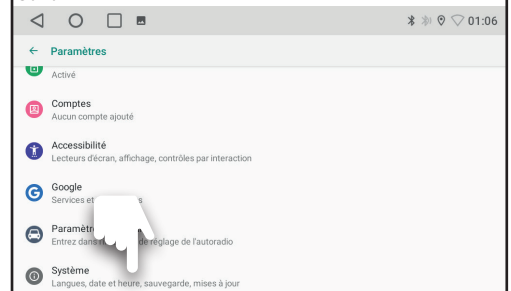 01:06
Paramètres
Activé
Comptes
Aucun compte ajouté
Accessibilité
Lecteurs d'écran, affichage, contrôles par interaction
Google
Services et
Entrez dans de réglage de l'autoradio
Système
Langues, date et heure, sauvegarde, mises à jour